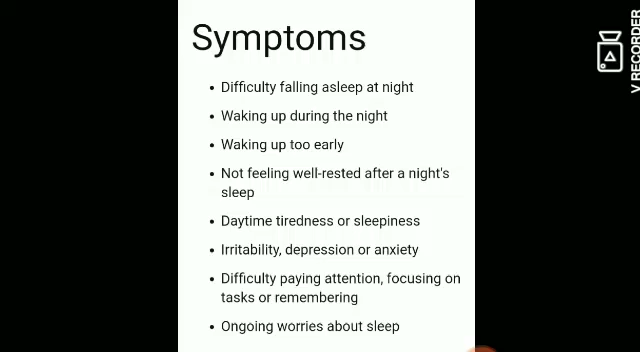 Symptoms
Difficulty falling asleep at night
Waking up during the night
Waking up too early
Not feeling well-rested after a night's
sleep
Daytime tiredness or sleepiness
Irritability, depression or anxiety
Difficulty paying attention, focusing on
tasks or remembering
Ongoing worries about sleep
V RECORDER